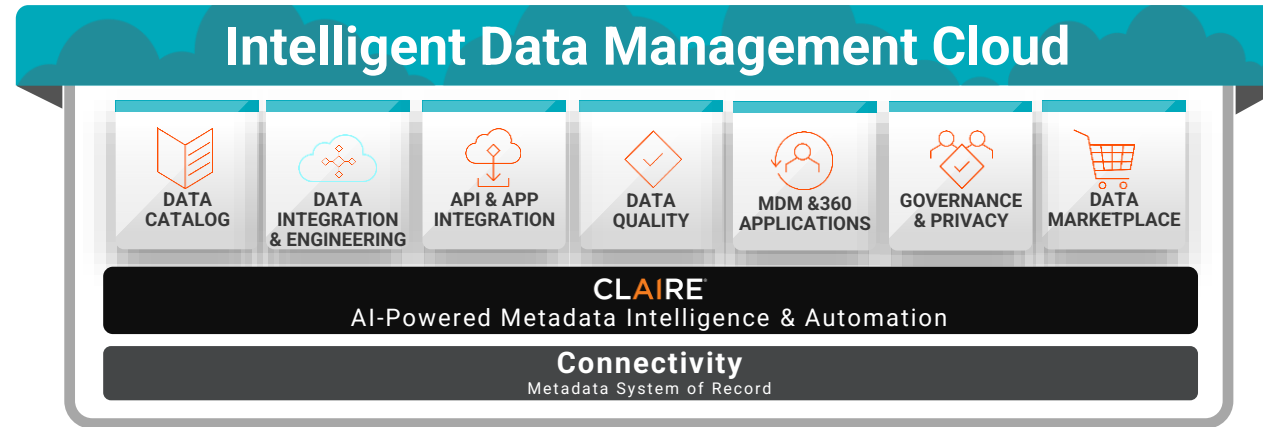 Intelligent Data Management Cloud
DATA
CATALOG
DATA
INTEGRATION
& ENGINEERING
API & APP
INTEGRATION
DATA
QUALITY
MDM &360
APPLICATIONS
GOVERNANCE
& PRIVACY
DATA
MARKETPLACE
CLAIRE®
AI-Powered Metadata Intelligence & Automation
Connectivity
Metadata System of Record